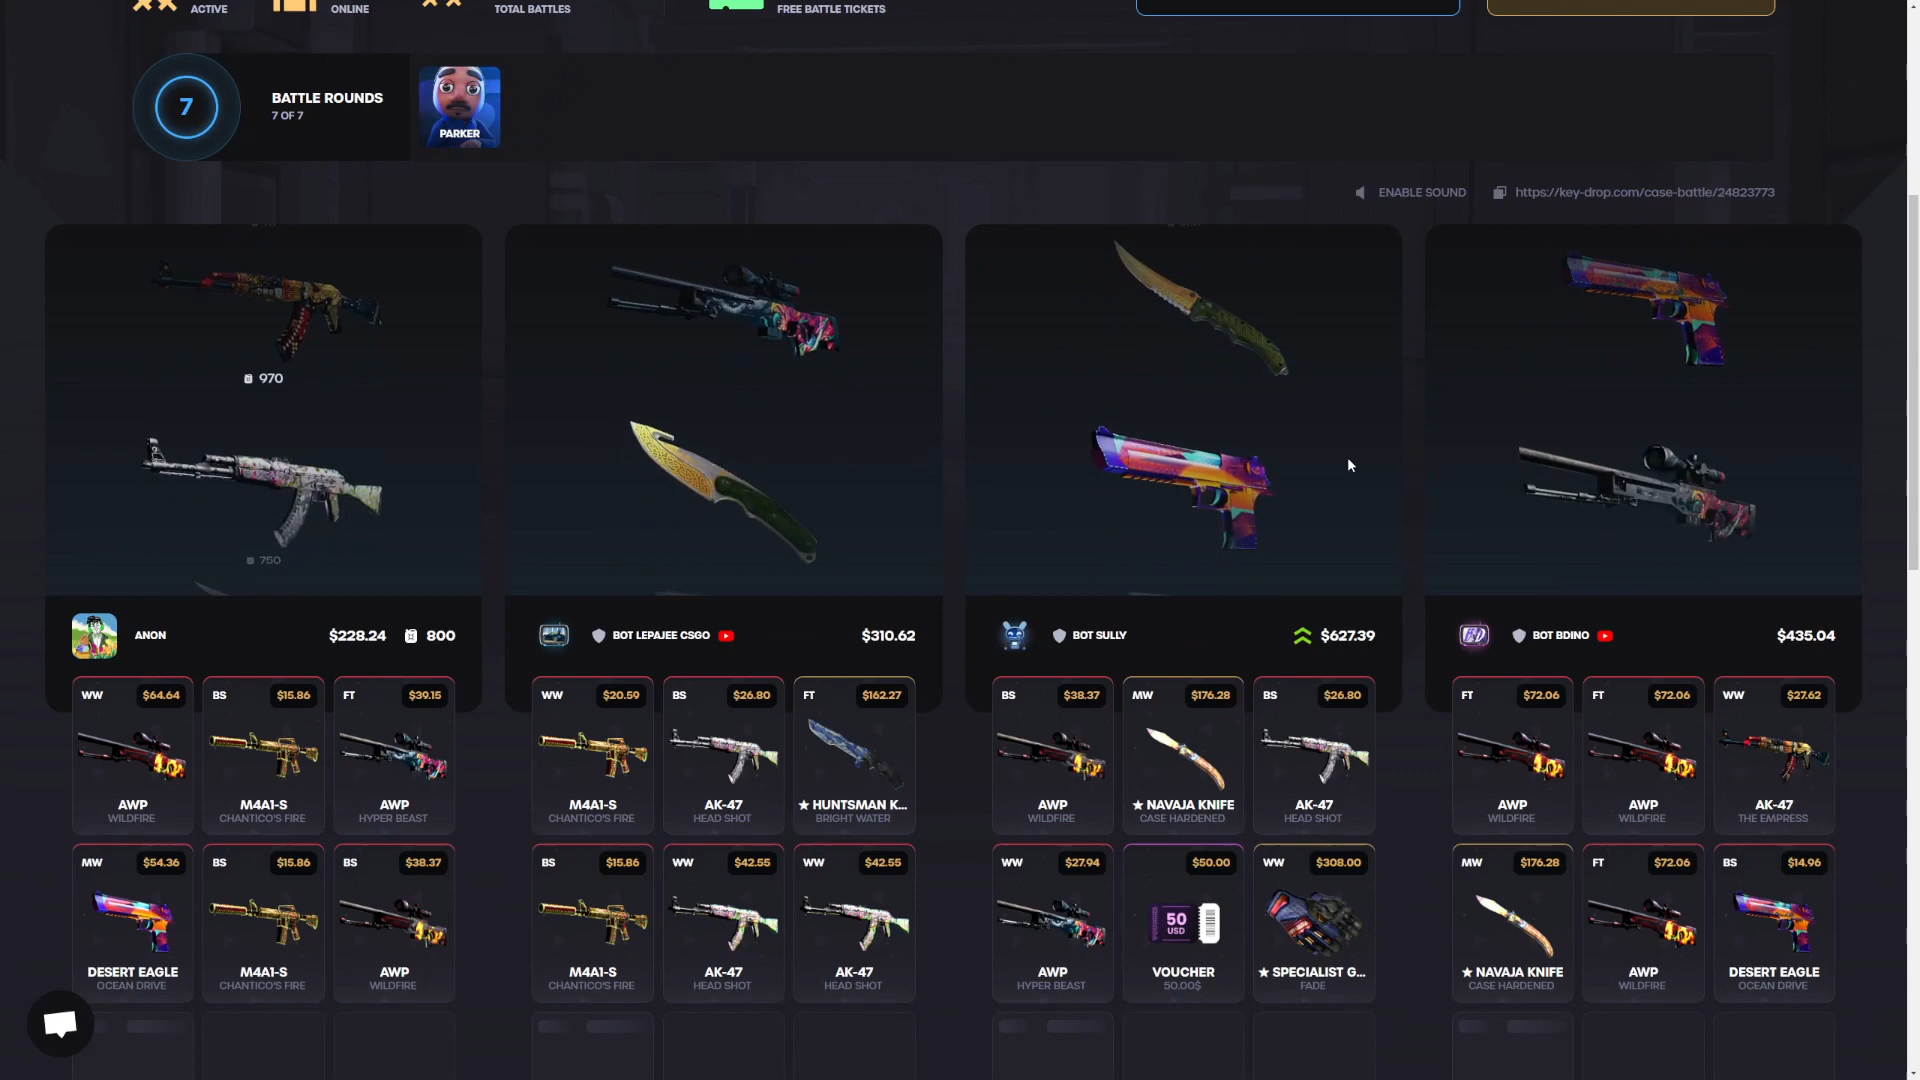 ACTIVE
ONLINE
TOTAL BATTLES
FREE BATTLE TICKETS
7
BATTLE ROUNDS
7 OF 7
PARKER
ENABLE SOUND
https://key-drop.com/case-battle/24823773
970
750
ANON
$228.24
800
BOT LEPAJEE CSGO
$310.62
BOT SULLY
$627.39
BOT BDINO
$435.04
WW $64.64
AWP
WILDFIRE
BS $15.86
M4A1-S
CHANTICO'S FIRE
FT $39.15
AWP
HYPER BEAST
WW $20.59
M4A1-S
CHANTICO'S FIRE
BS $26.80
AK-47
HEAD SHOT
FT $162.27
★ HUNTSMAN K...
BRIGHT WATER
BS $38.37
AWP
WILDFIRE
MW $176.28
★ NAVAJA KNIFE
CASE HARDENED
BS $26.80
AK-47
HEAD SHOT
FT $72.06
AWP
WILDFIRE
FT $72.06
AWP
WILDFIRE
WW $27.62
AK-47
THE EMPRESS
MW $54.36
DESERT EAGLE
OCEAN DRIVE
BS $15.86
M4A1-S
CHANTICO'S FIRE
BS $38.37
AWP
WILDFIRE
BS $15.86
M4A1-S
CHANTICO'S FIRE
WW $42.55
AK-47
HEAD SHOT
WW $42.55
AK-47
HEAD SHOT
WW $27.94
AWP
HYPER BEAST
$50.00
50
USD
VOUCHER
50.00$
WW $308.00
★ SPECIALIST G...
FADE
MW $176.28
★ NAVAJA KNIFE
CASE HARDENED
FT $72.06
AWP
WILDFIRE
BS $14.96
DESERT EAGLE
OCEAN DRIVE